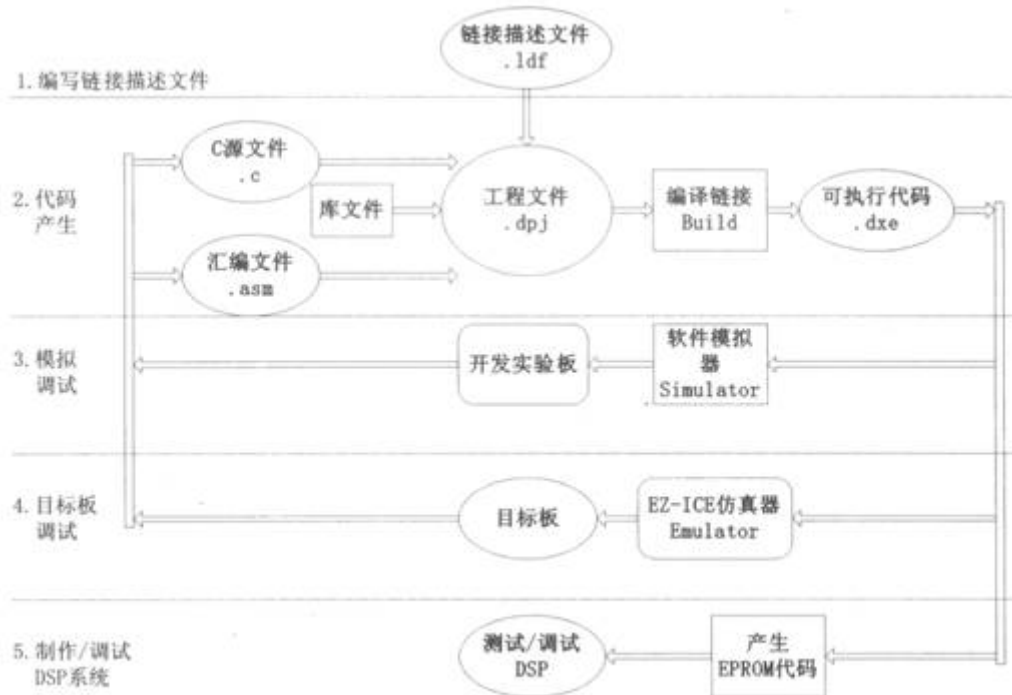 链接描述文件
.ldf
1.编写链接描述文件
C源文件
.c
2.代码
产生
库文件
工程文件
.dpj
编译链接
Build
可执行代码
.dxe
汇编文件
.asm
3.模拟
调试
开发实验板
软件模拟
器
Simulator
4.目标板
调试
目标板
EZ-ICE仿真器
Emulator
5.制作/调试
DSP系统
测试/调试
DSP
产生
EPROM代码